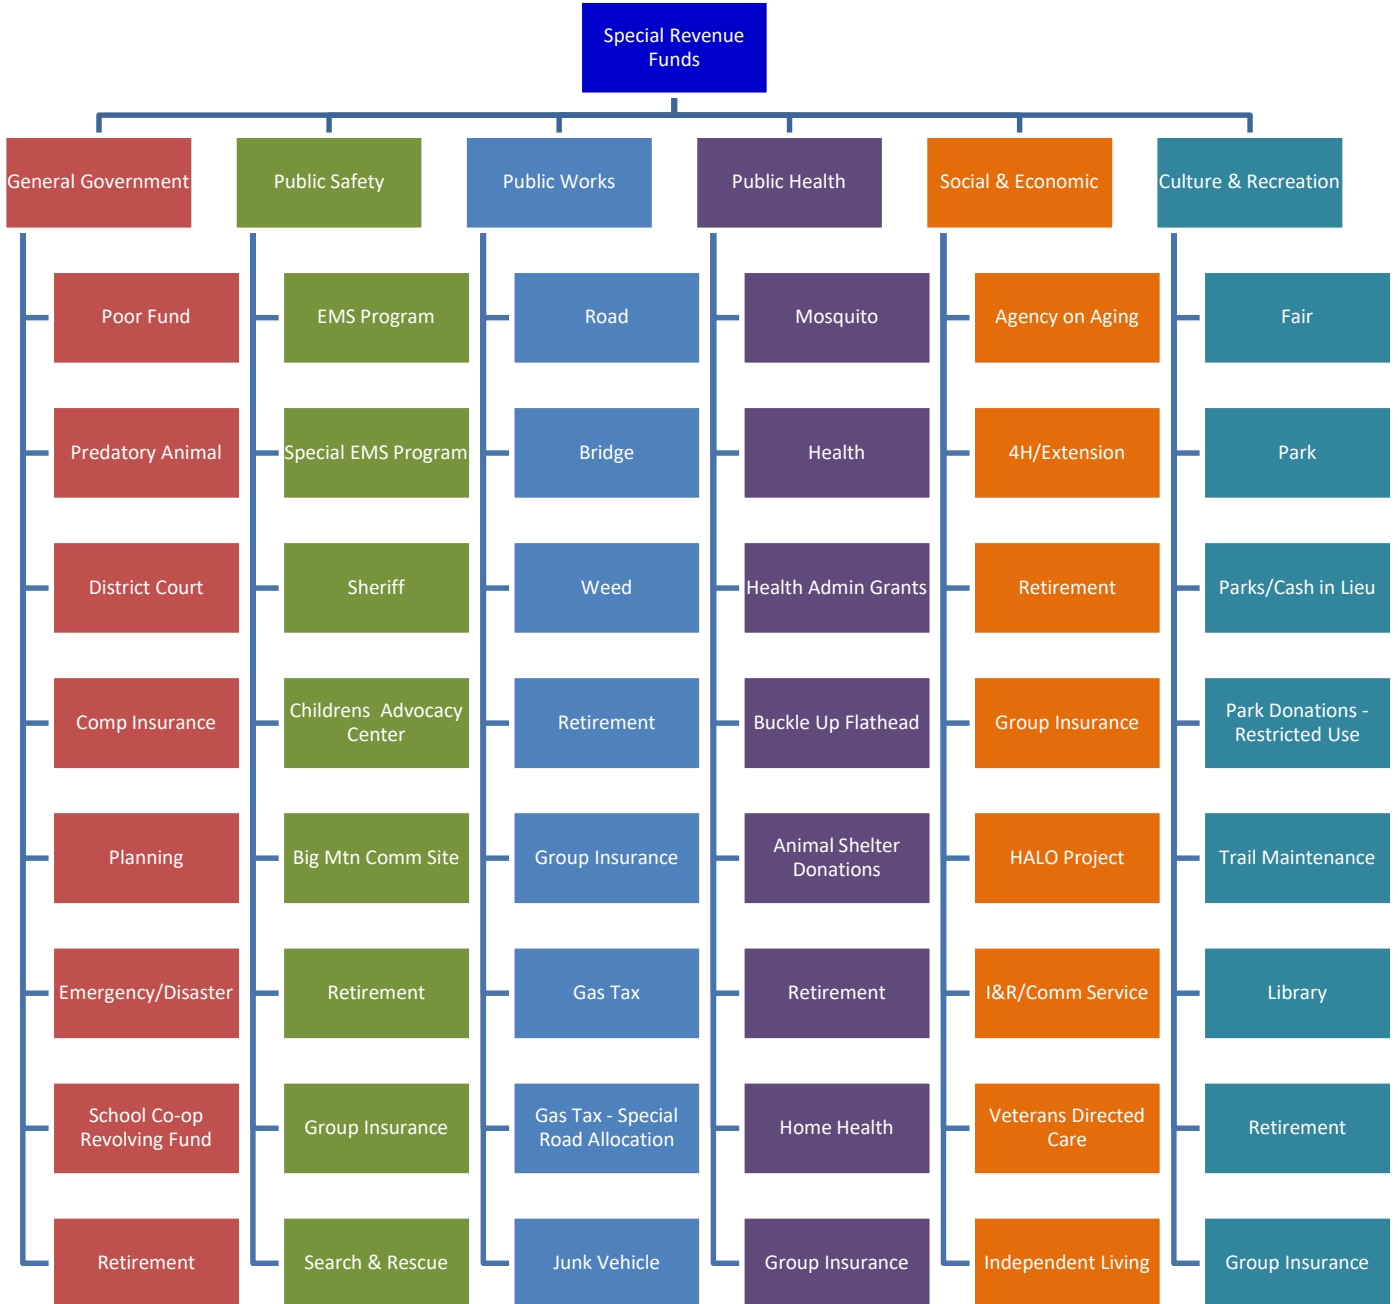 Special Revenue
Funds
General Government
Public Safety
Public Works
Public Health
Social & Economic
Culture & Recreation
Poor Fund
EMS Program
Road
Mosquito
Agency on Aging
Fair
Predatory Animal
Special EMS Program
Bridge
Health
4H/Extension
Park
District Court
Sheriff
Weed
Health Admin Grants
Retirement
Parks/Cash in Lieu
Comp Insurance
Childrens  Advocacy
Center
Retirement
Buckle Up Flathead
Group Insurance
Park Donations -
Restricted Use
Planning
Big Mtn Comm Site
Group Insurance
Animal Shelter
Donations
HALO Project
Trail Maintenance
Emergency/Disaster
Retirement
Gas Tax
Retirement
I&R/Comm Service
Library
School Co-op
Revolving Fund
Group Insurance
Gas Tax - Special
Road Allocation
Home Health
Veterans Directed
Care
Retirement
Retirement
Search & Rescue
Junk Vehicle
Group Insurance
Independent Living
Group Insurance